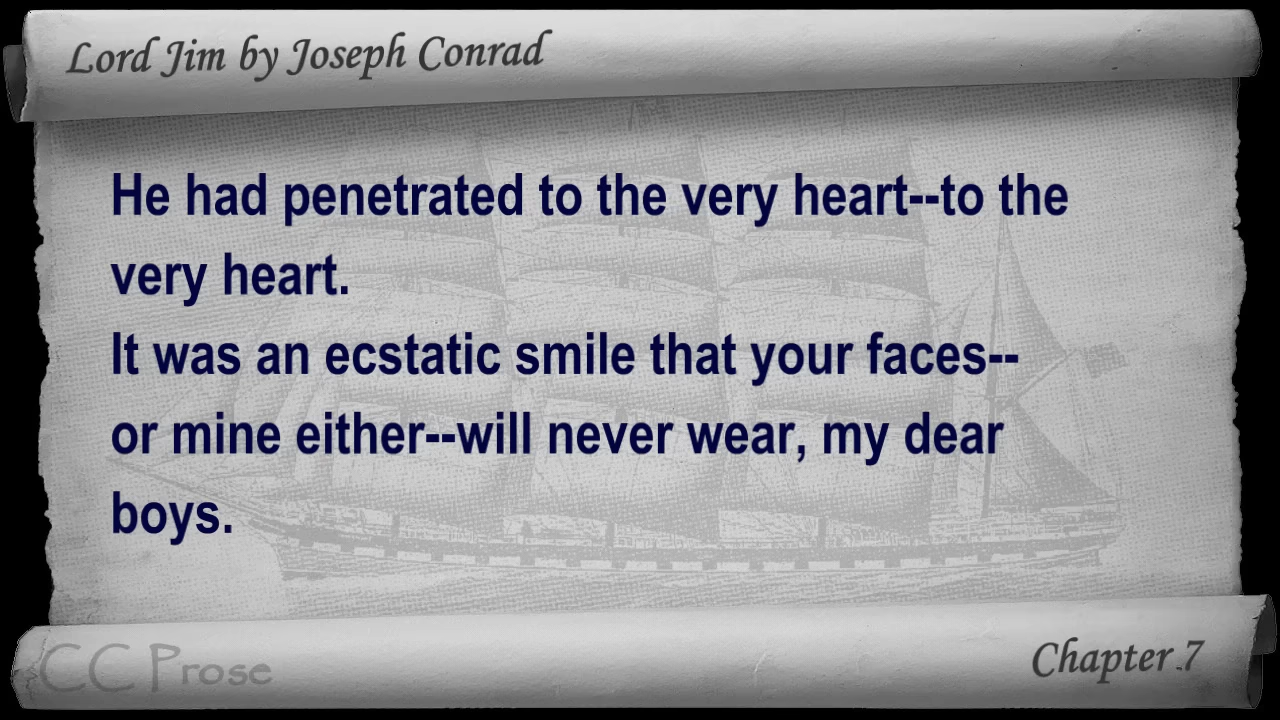 Lord Jim by Joseph Conrad
He had penetrated to the very heart--to the
very heart.
It was an ecstatic smile that your faces--
or mine either--will never wear, my dear
boys.
CC Prose
Chapter 7